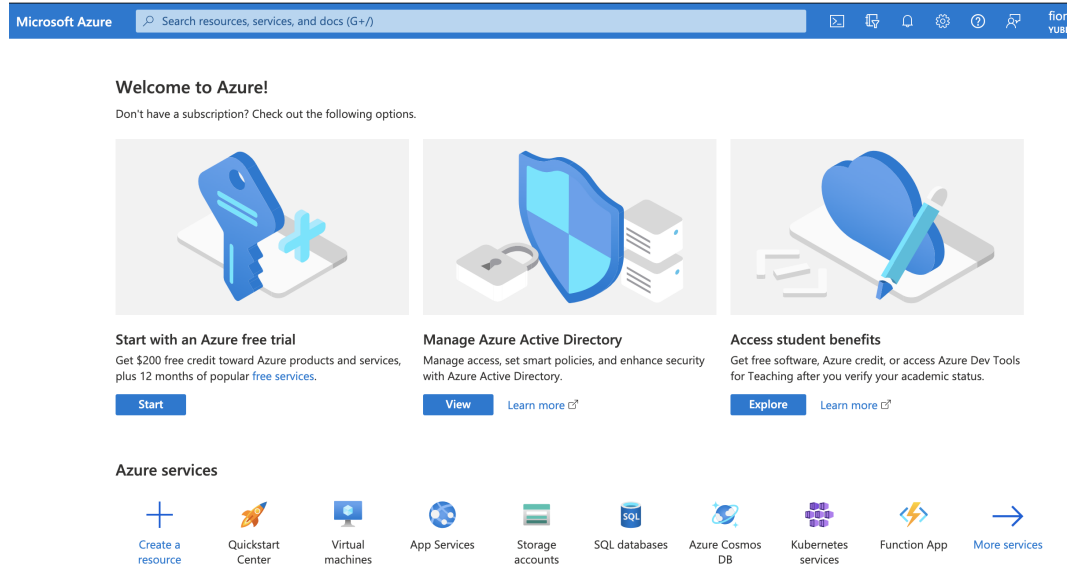 Microsoft Azure
Search resources, services, and docs (G+/)
Welcome to Azure!
Don't have a subscription? Check out the following options.
Start with an Azure free trial
Get $200 free credit toward Azure products and services,
plus 12 months of popular free services.
Start
Manage Azure Active Directory
Manage access, set smart policies, and enhance security
with Azure Active Directory.
View
Learn more
Access student benefits
Get free software, Azure credit, or access Azure Dev Tools
for Teaching after you verify your academic status.
Explore
Learn more
Azure services
Create a
resource
Quickstart
Center
Virtual
machines
App Services
Storage
accounts
SQL
SQL databases
Azure Cosmos
DB
Kubernetes
services
Function App
More services